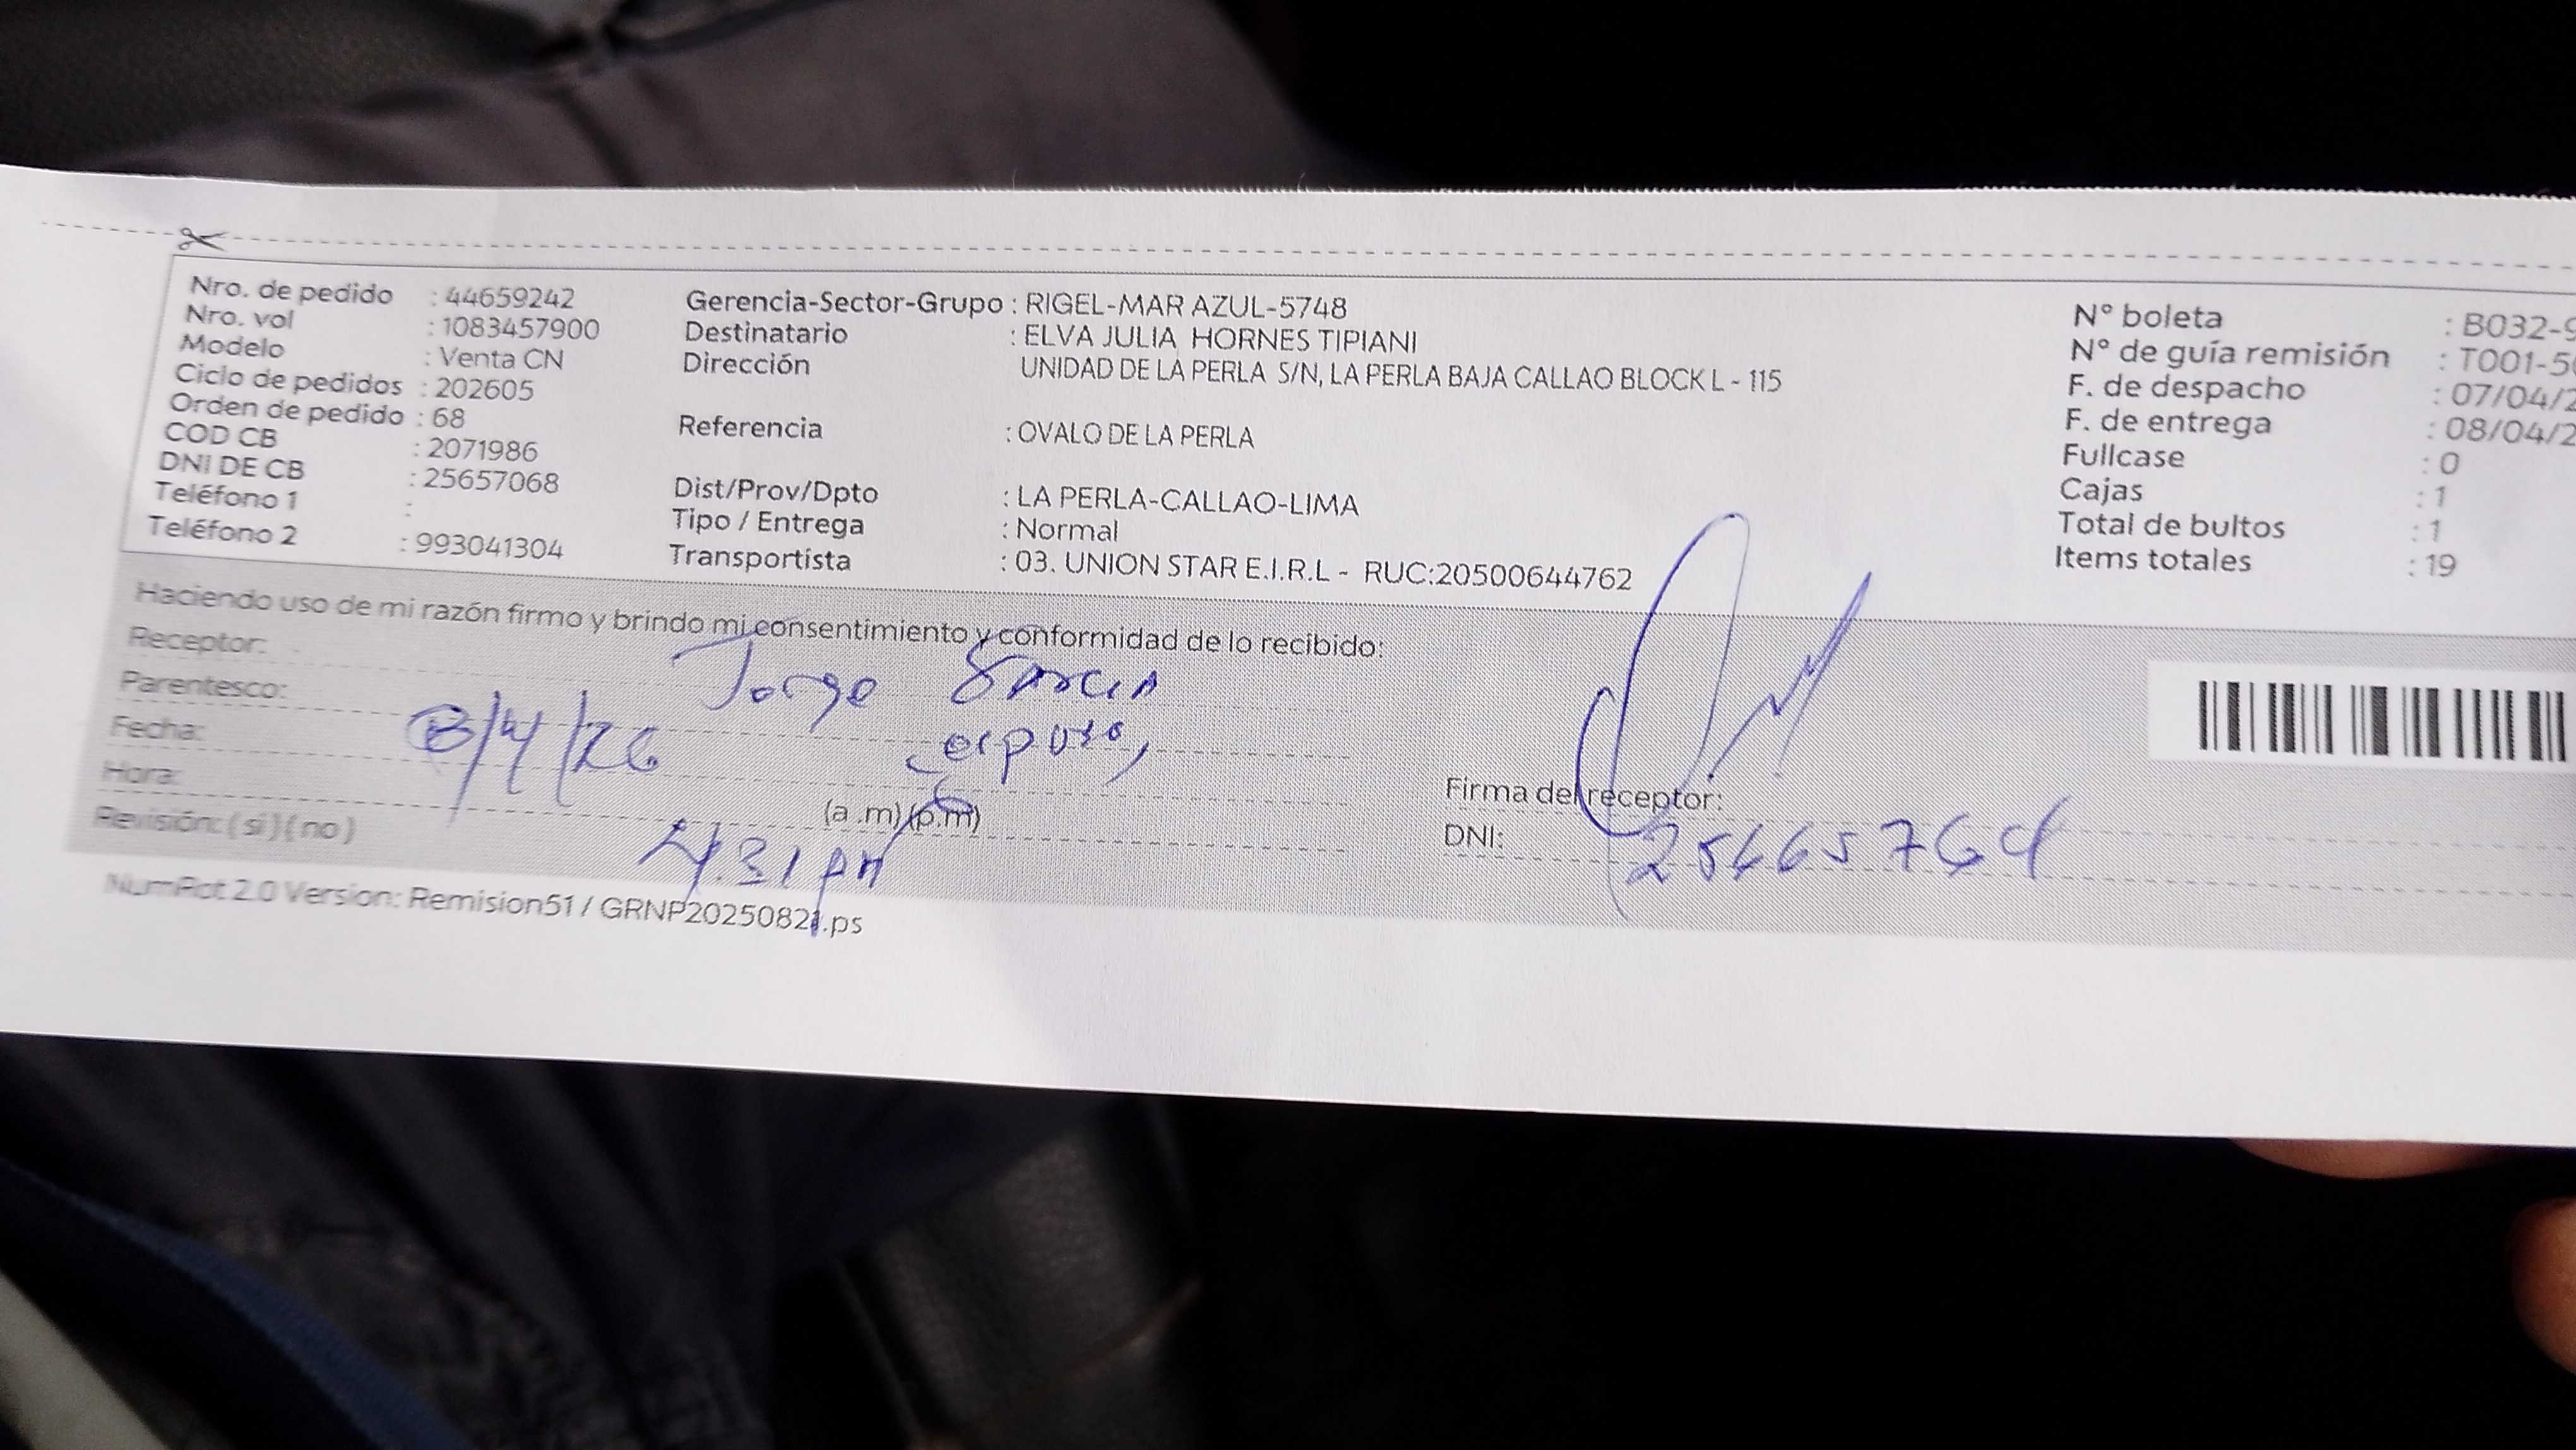 Nro. de pedido : 44659242
Nro. vol : 1083457900
Modelo : Venta CN
Ciclo de pedidos : 202605
Orden de pedido : 68
COD CB : 2071986
DNI DE CB : 25657068
Teléfono 1 :
Teléfono 2 : 993041304
Gerencia-Sector-Grupo : RIGEL-MAR AZUL-5748
Destinatario : ELVA JULIA HORNES TIPIANI
Dirección UNIDAD DE LA PERLA S/N, LA PERLA BAJA CALLAO BLOCK L - 115
Referencia : OVALO DE LA PERLA
Dist/Prov/Dpto : LA PERLA-CALLAO-LIMA
Tipo / Entrega : Normal
Transportista : 03. UNION STAR E.I.R.L - RUC:20500644762
N° boleta : B032-9
N° de guía remisión : T001-5
F. de despacho : 07/04/2
F. de entrega : 08/04/2
Fullcase : 0
Cajas : 1
Total de bultos : 1
Items totales : 19
Haciendo uso de mi razón firmo y brindo mi consentimiento y conformidad de lo recibido:
Receptor: Jorge Garcia
Parentesco: esposo
Fecha: 8/4/26
Hora: 4.31 pm (a.m)(p.m)
Revisión: (si)(no)
Firma del receptor:
DNI: 25665764
NumRot 2.0 Version: Remision51 / GRNP20250821.ps